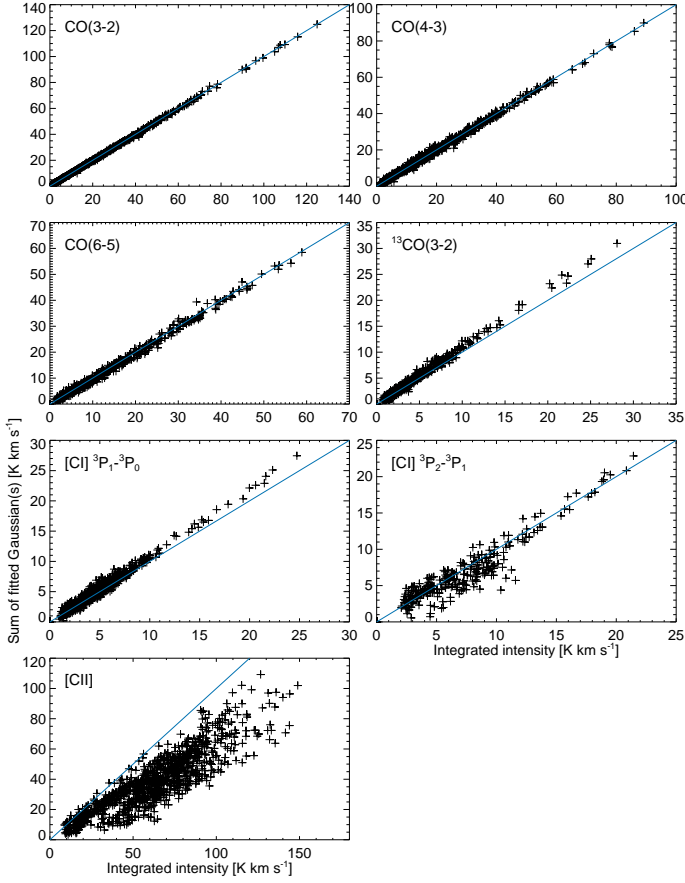 CO(3-2)
140
120
100
80
60
40
20
0
0 20 40 60 80 100 120 140
CO(4-3)
100
80
60
40
20
0
0 20 40 60 80 100
CO(6-5)
70
60
50
40
30
20
10
0
0 10 20 30 40 50 60 70
¹³CO(3-2)
35
30
25
20
15
10
5
0
0 5 10 15 20 25 30 35
Sum of fitted Gaussian(s) [K km s⁻¹]
[CI] ³P₁-³P₀
30
25
20
15
10
5
0
0 5 10 15 20 25 30
[CI] ³P₂-³P₁
25
20
15
10
5
0
0 5 10 15 20 25
Integrated intensity [K km s⁻¹]
[CII]
120
100
80
60
40
20
0
50 100 150
Integrated intensity [K km s⁻¹]